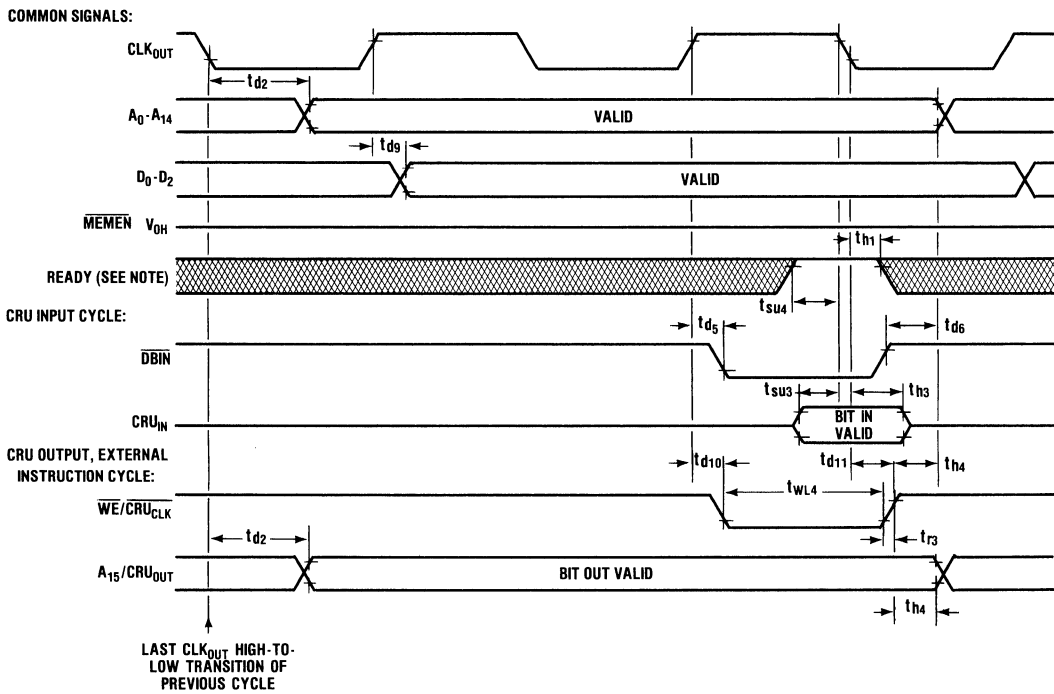 COMMON SIGNALS:
CLKOUT
td2
A0-A14
VALID
td9
D0-D2
VALID
MEMEN VOH
th1
READY (SEE NOTE)
tsu4
CRU INPUT CYCLE:
td5
td6
DBIN
tsu3
th3
CRUIN
BIT IN
VALID
CRU OUTPUT, EXTERNAL
INSTRUCTION CYCLE:
td10
td11
th4
tWL4
WE/CRUCLK
td2
tr3
A15/CRUOUT
BIT OUT VALID
th4
LAST CLKOUT HIGH-TO-
LOW TRANSITION OF
PREVIOUS CYCLE